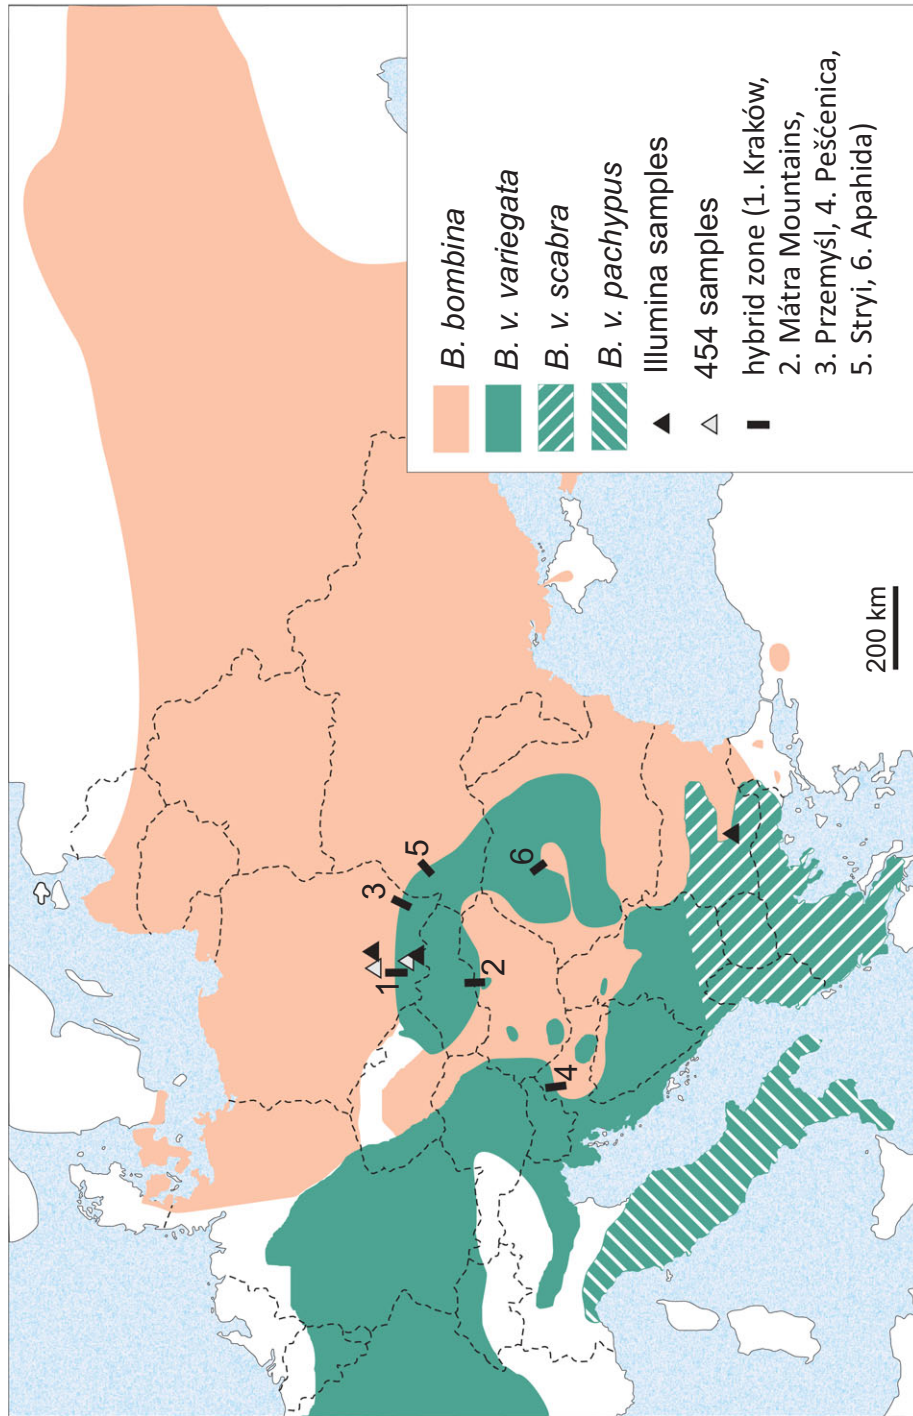 1
2
3
4
5
6
B. bombina
B. v. variegata
B. v. scabra
B. v. pachypus
Illumina samples
454 samples
hybrid zone (1. Kraków,
2. Mátra Mountains,
3. Przemyśl, 4. Pešćenica,
5. Stryi, 6. Apahida)
200 km